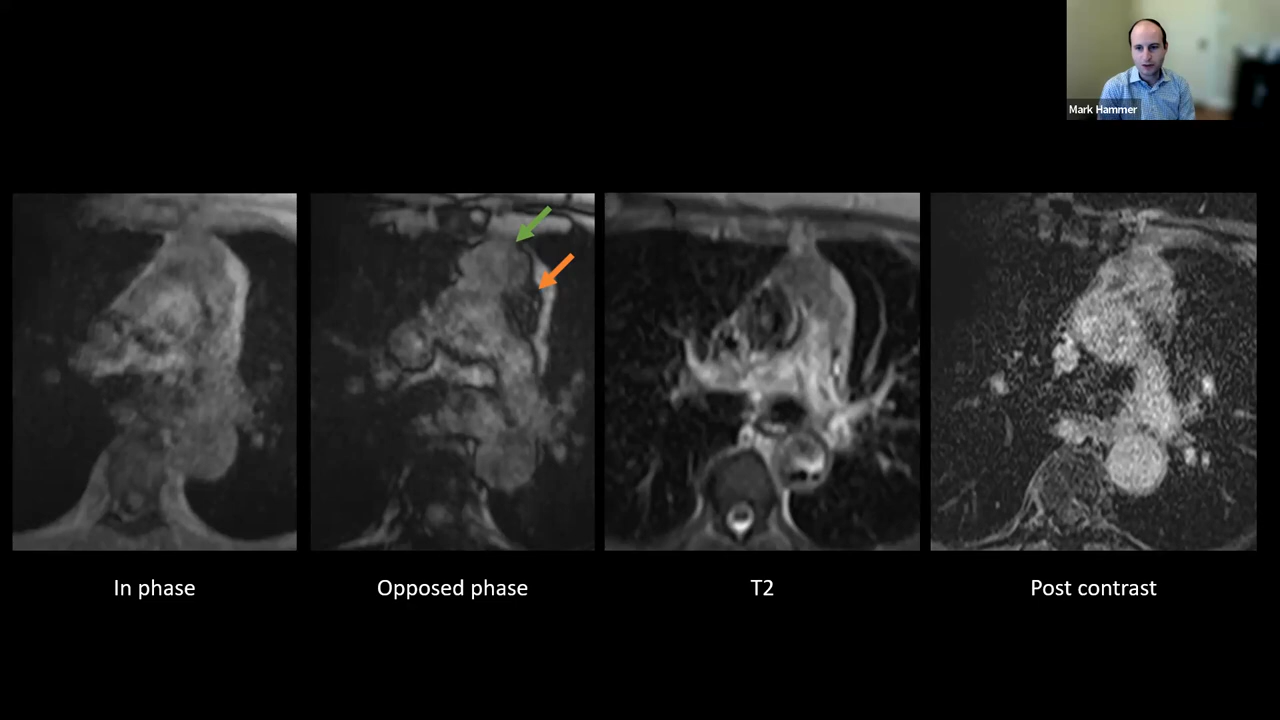 Mark Hammer
In phase
Opposed phase
T2
Post contrast